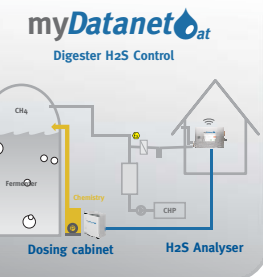 myDatanet
at
Digester H2S Control
CH4
Fermenter
Chemistry
CHP
Dosing cabinet
H2S Analyser